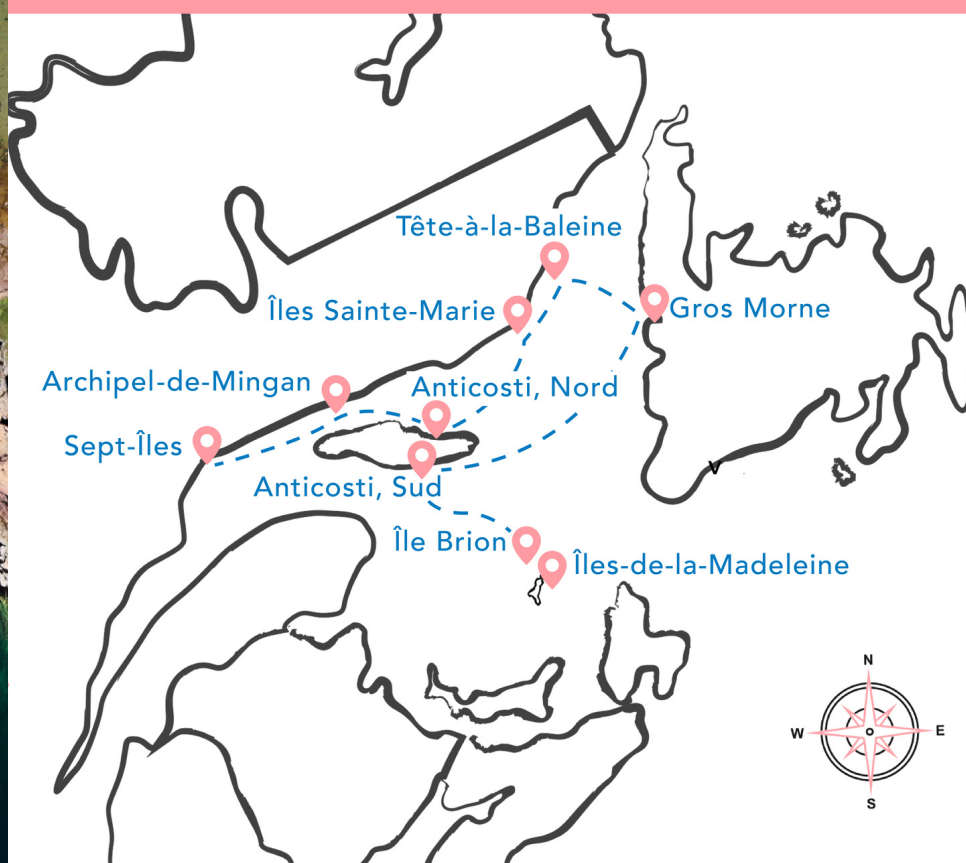 Tête-à-la-Baleine
Îles Sainte-Marie
Gros Morne
Archipel-de-Mingan
Anticosti, Nord
Sept-Îles
Anticosti, Sud
Île Brion
Îles-de-la-Madeleine
N
W
E
S